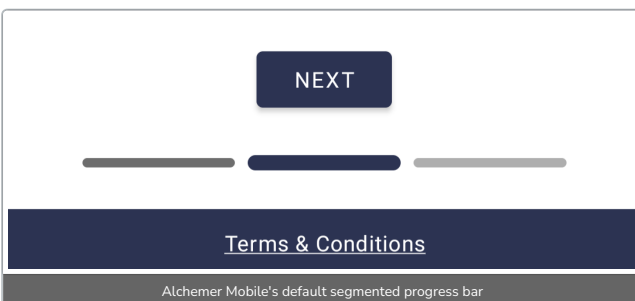 NEXT
Terms & Conditions
Alchemer Mobile's default segmented progress bar